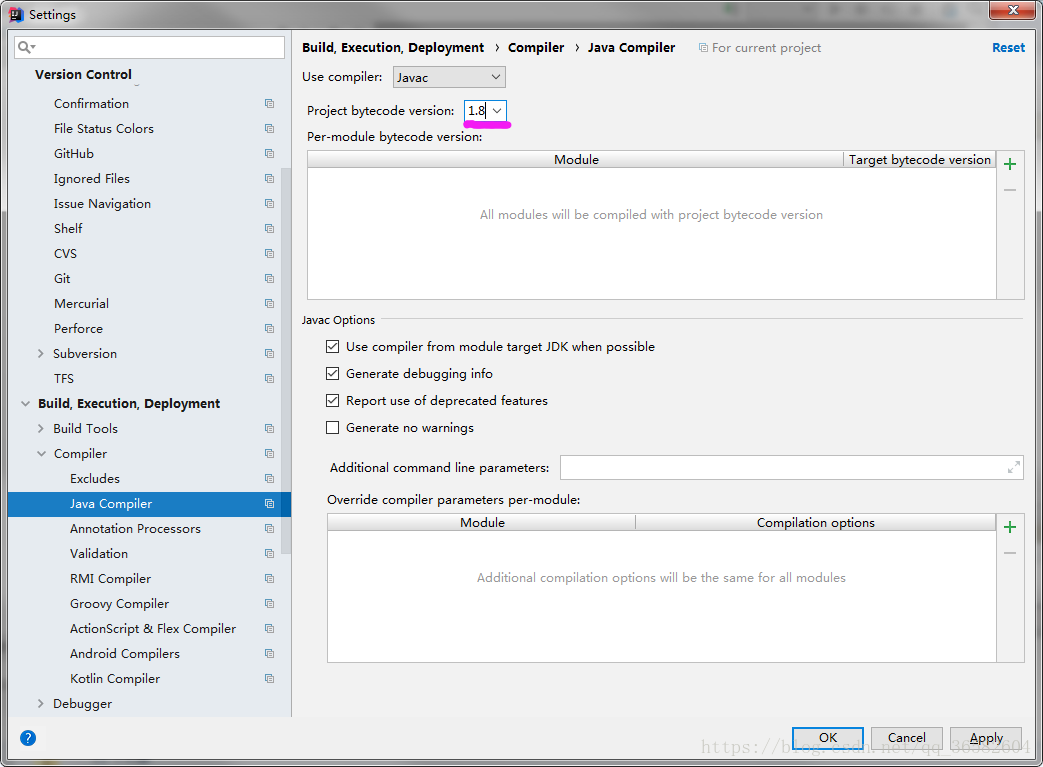 Settings
Version Control
Confirmation
File Status Colors
GitHub
Ignored Files
Issue Navigation
Shelf
CVS
Git
Mercurial
Perforce
Subversion
TFS
Build, Execution, Deployment
Build Tools
Compiler
Excludes
Java Compiler
Annotation Processors
Validation
RMI Compiler
Groovy Compiler
ActionScript & Flex Compiler
Android Compilers
Kotlin Compiler
Debugger
Build, Execution, Deployment › Compiler › Java Compiler For current project Reset
Use compiler: Javac
Project bytecode version: 1.8
Per-module bytecode version:
Module Target bytecode version
All modules will be compiled with project bytecode version
Javac Options
Use compiler from module target JDK when possible
Generate debugging info
Report use of deprecated features
Generate no warnings
Additional command line parameters:
Override compiler parameters per-module:
Module Compilation options
Additional compilation options will be the same for all modules
OK Cancel Apply
https://blog.csdn.net/qq_36582604